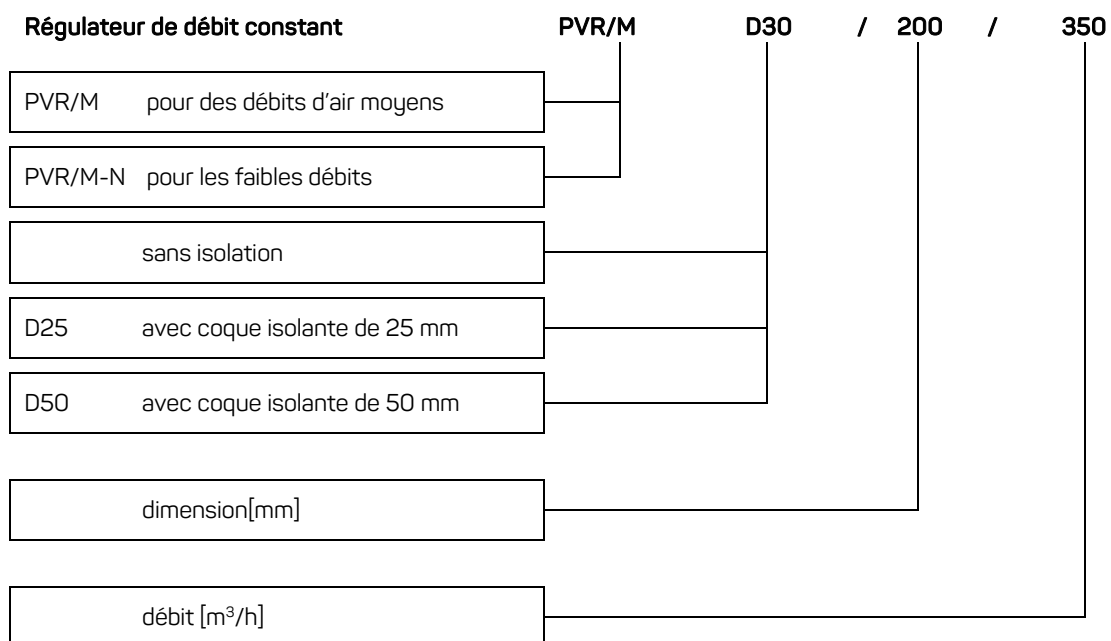 Régulateur de débit constant PVR/M D30 / 200 / 350
PVR/M pour des débits d'air moyens
PVR/M-N pour les faibles débits
sans isolation
D25 avec coque isolante de 25 mm
D50 avec coque isolante de 50 mm
dimension[mm]
débit [m³/h]